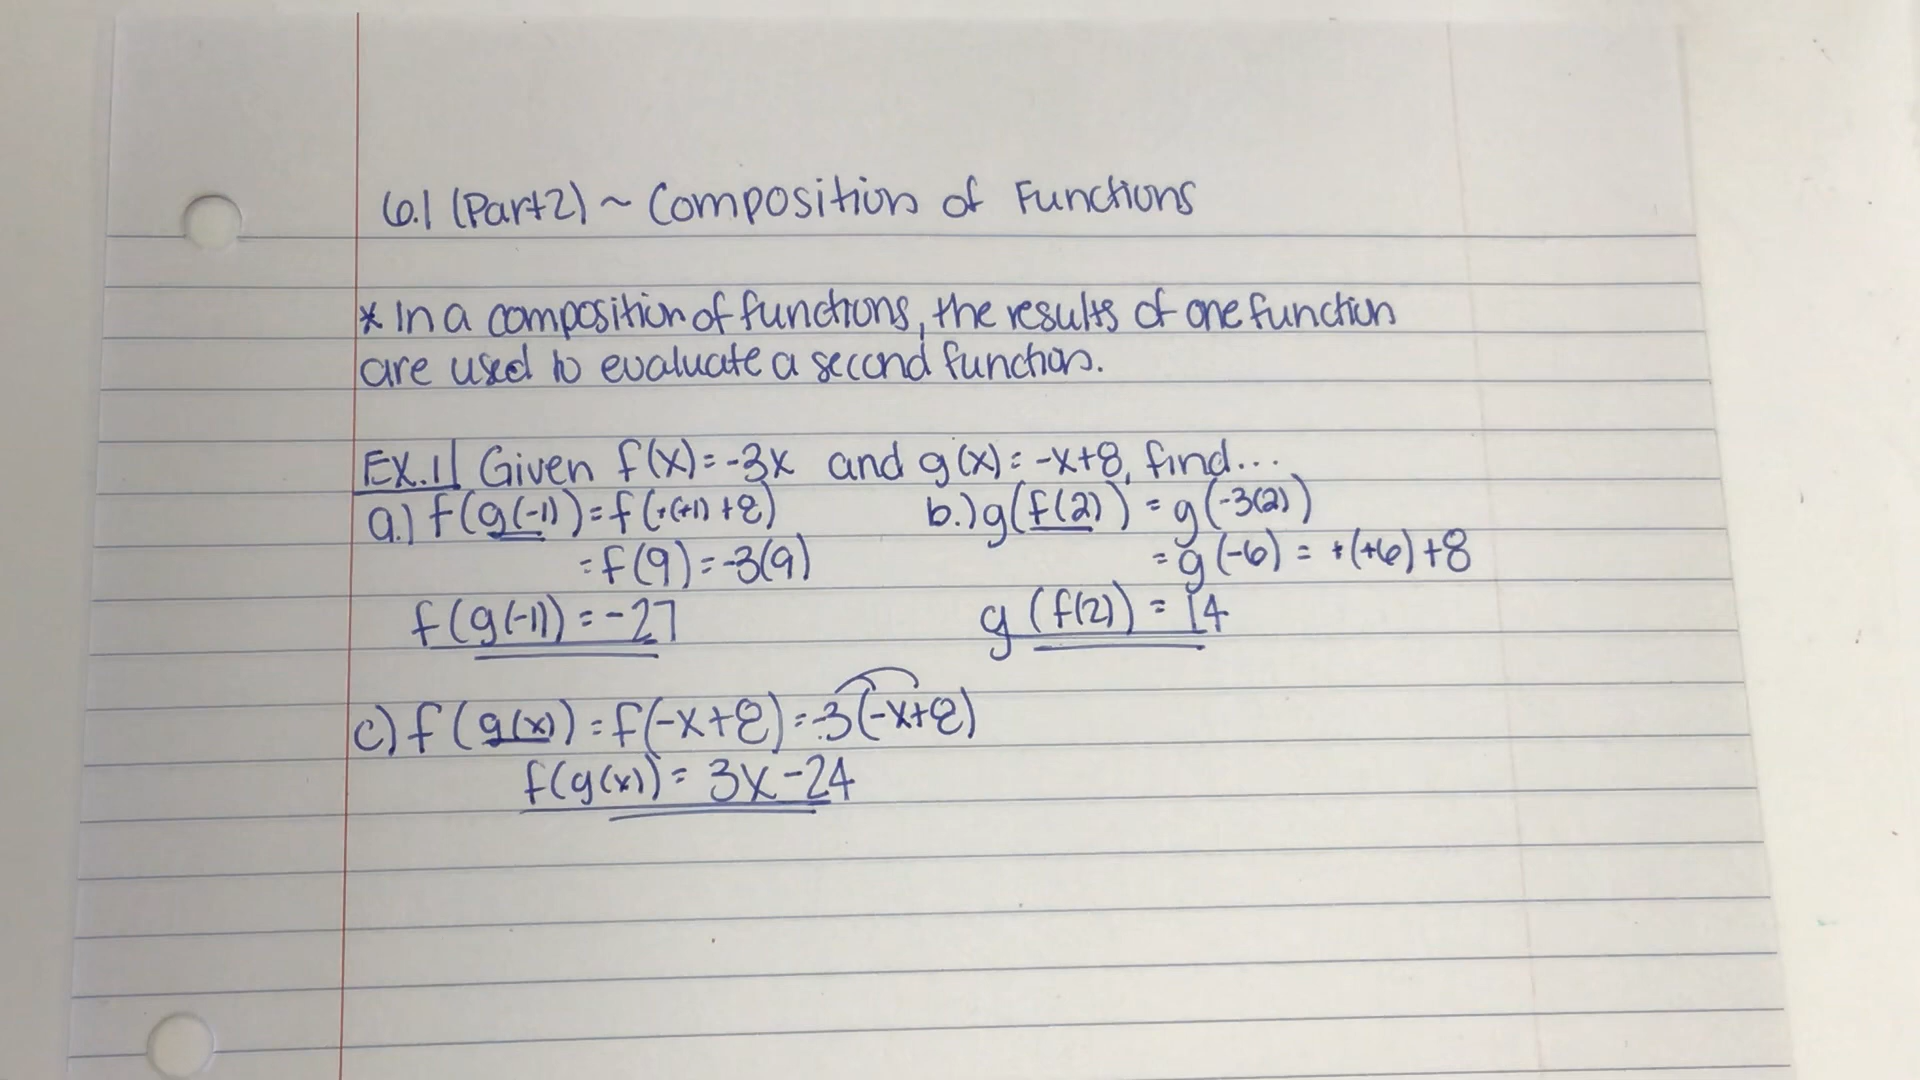 6.1 (Part 2) ~ Composition of Functions
* In a composition of functions, the results of one function
are used to evaluate a second function.
EX.1| Given f(x) = -3x and g(x) = -x+8, find...
a.) f(g(-1)) = f(+(+1)+8)
= f(9) = -3(9)
f(g(-1)) = -27
b.) g(f(2)) = g(-3(2))
= g(-6) = +(+6)+8
g(f(2)) = 14
c) f(g(x)) = f(-x+8) = -3(-x+8)
f(g(x)) = 3x-24